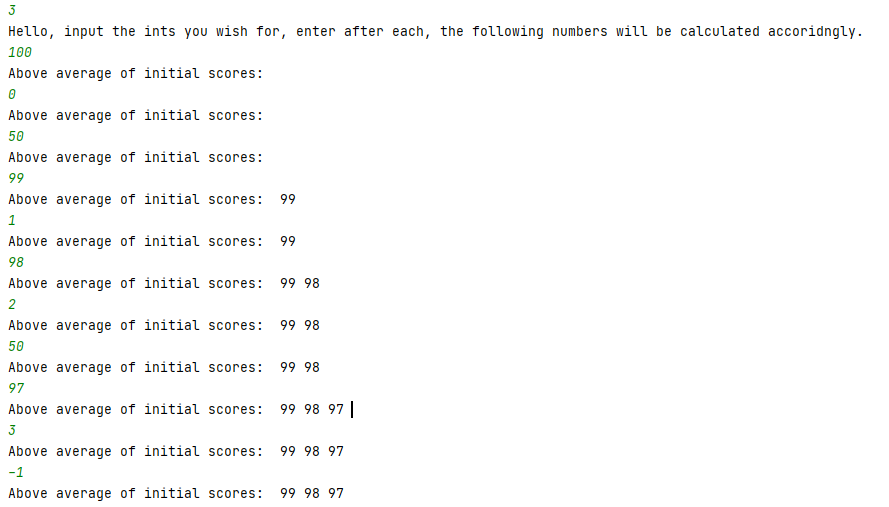 3
Hello, input the ints you wish for, enter after each, the following numbers will be calculated accoridngly.
100
Above average of initial scores:
0
Above average of initial scores:
50
Above average of initial scores:
99
Above average of initial scores:  99
1
Above average of initial scores:  99
98
Above average of initial scores:  99 98
2
Above average of initial scores:  99 98
50
Above average of initial scores:  99 98
97
Above average of initial scores:  99 98 97
3
Above average of initial scores:  99 98 97
-1
Above average of initial scores:  99 98 97